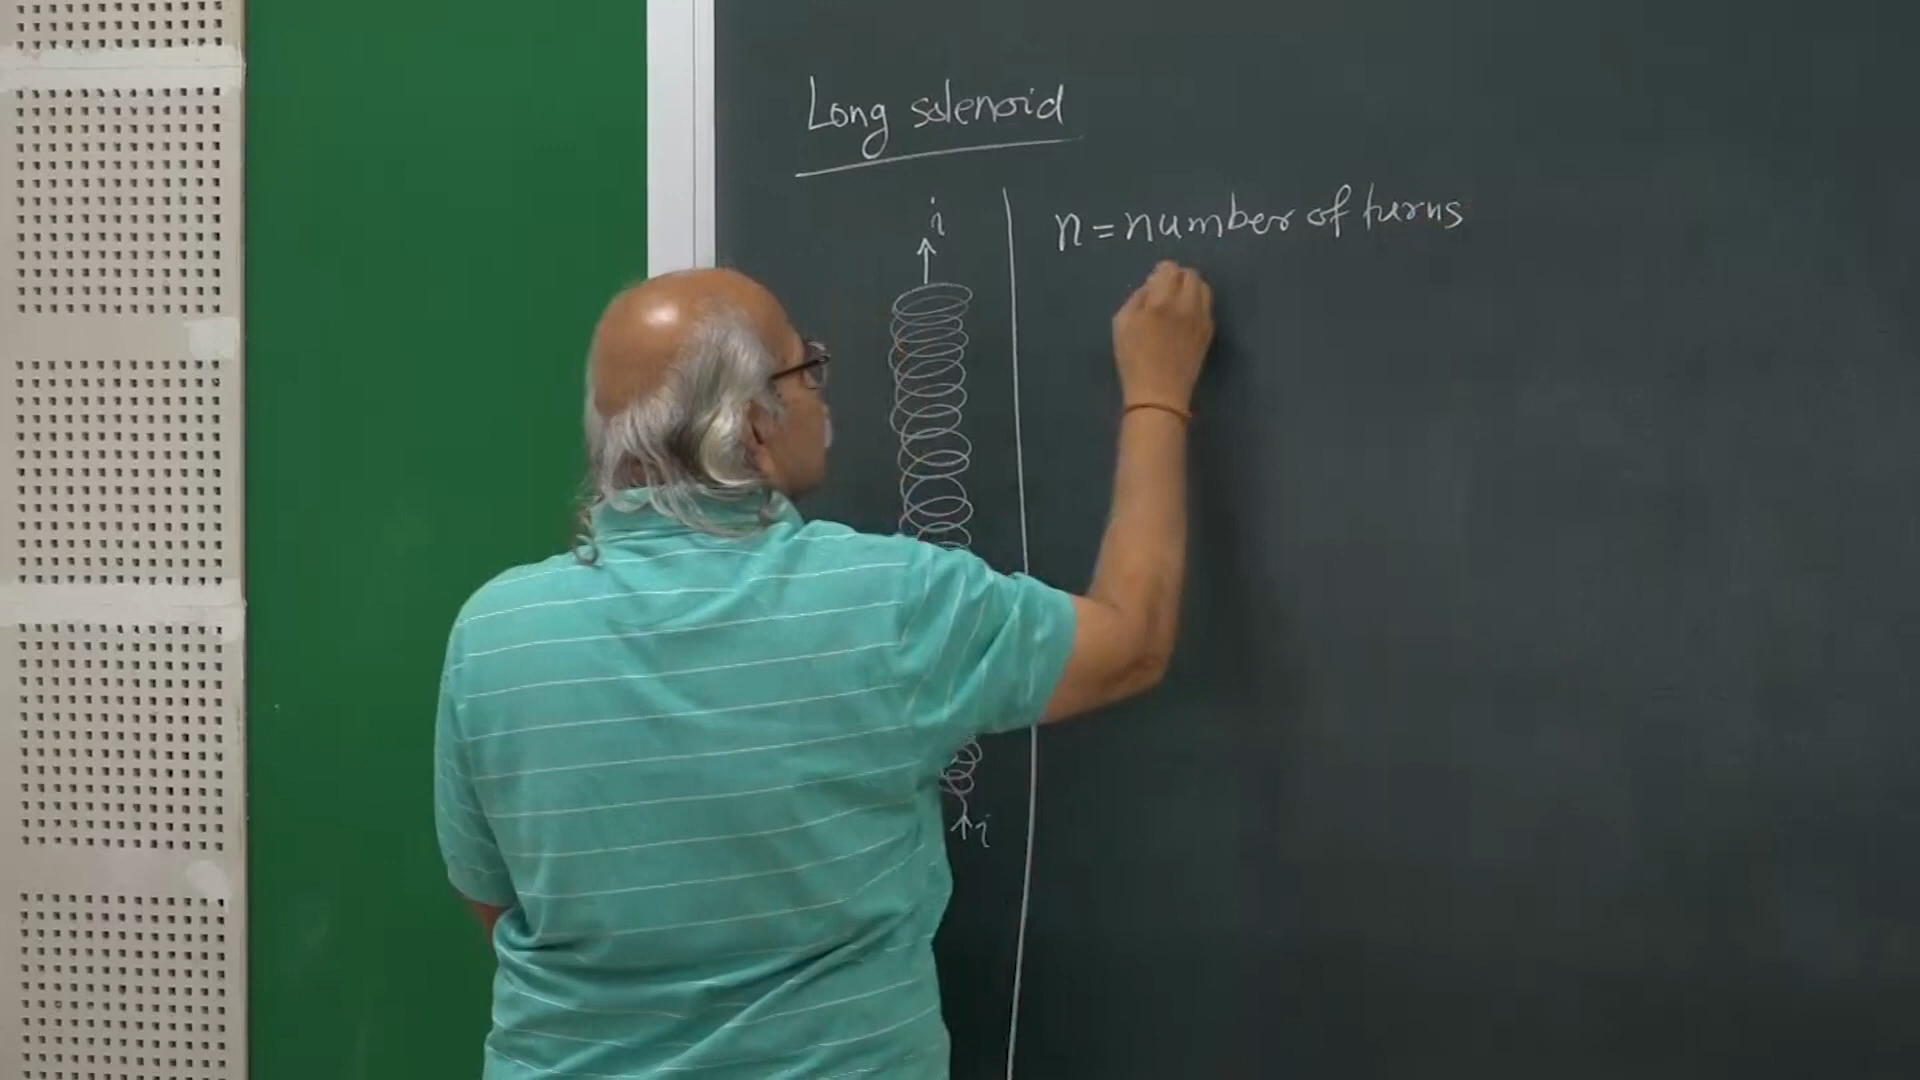 Long solenoid
i
n = number of turns
i